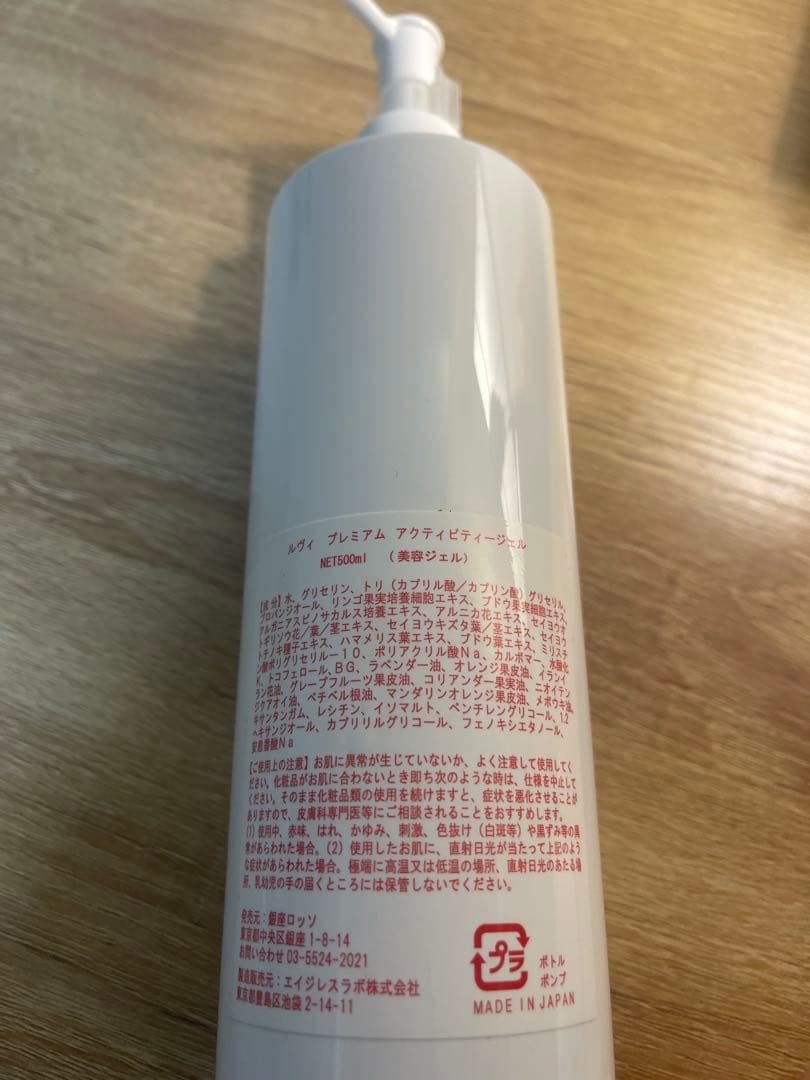 ルヴィ プレミアム アクティビティージェル
NET500ml (美容ジェル)
【成分】水、グリセリン、トリ(カプリル酸/カプリン酸)グリセリル、
プロパンジオール、リンゴ果実培養細胞エキス、ブドウ果実細胞エキス、
アルガニアスピノサカルス培養エキス、アルニカ花エキス、セイヨウオ
トギリソウ花/葉/茎エキス、セイヨウキズタ葉/茎エキス、セイヨウ
トチノキ種子エキス、ハマメリス葉エキス、ブドウ葉エキス、ミリスチ
ン酸ポリグリセリル-10、ポリアクリル酸Na、カルボマー、水酸化
K、トコフェロール、BG、ラベンダー油、オレンジ果皮油、イランイ
ラン花油、グレープフルーツ果皮油、コリアンダー果実油、ニオイテン
ジクアオイ油、ベチベル根油、マンダリンオレンジ果皮油、メボウキ油、
キサンタンガム、レシチン、イソマルト、ペンチレングリコール、1,2
ヘキサンジオール、カプリリルグリコール、フェノキシエタノール、
安息香酸Na
【ご使用上の注意】お肌に異常が生じていないか、よく注意して使用してく
ださい。化粧品がお肌に合わないとき即ち次のような時は、仕様を中止して
ください。そのまま化粧品類の使用を続けますと、症状を悪化させることが
ありますので、皮膚科専門医等にご相談されることをおすすめします。
(1)使用中、赤味、はれ、かゆみ、刺激、色抜け(白斑等)や黒ずみ等の異
常があらわれた場合。(2)使用したお肌に、直射日光が当たって上記のよう
な症状があらわれた場合。極端に高温又は低温の場所、直射日光のあたる場
所、乳幼児の手の届くところには保管しないでください。
発売元:銀座ロッソ
東京都中央区銀座1-8-14
お問い合わせ 03-5524-2021
製造販売元:エイジレスラボ株式会社
東京都豊島区池袋2-14-11
プラ
ボトル
ポンプ
MADE IN JAPAN